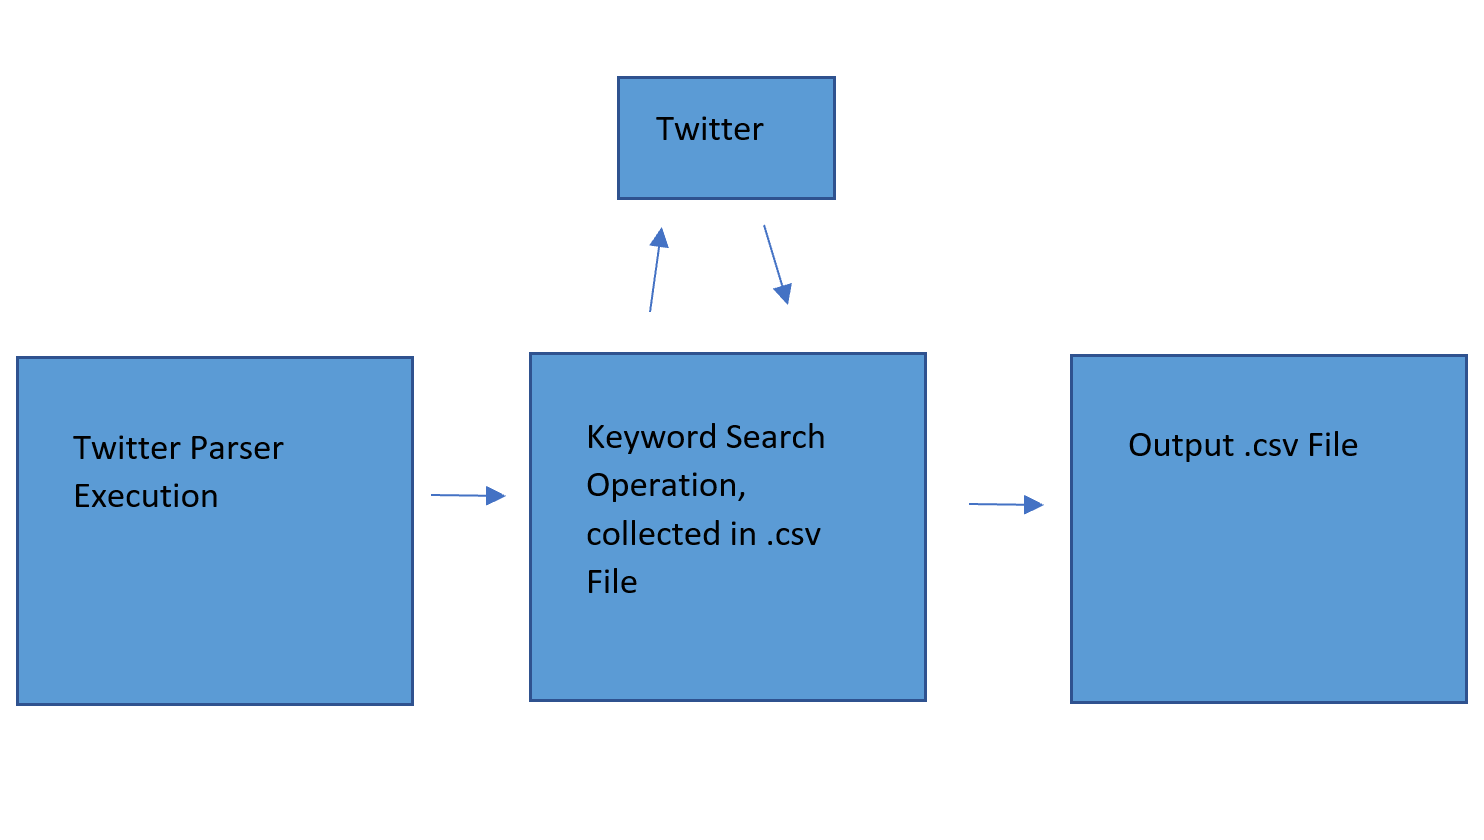 Twitter
Twitter Parser
Execution
Keyword Search
Operation,
collected in .csv
File
Output .csv File